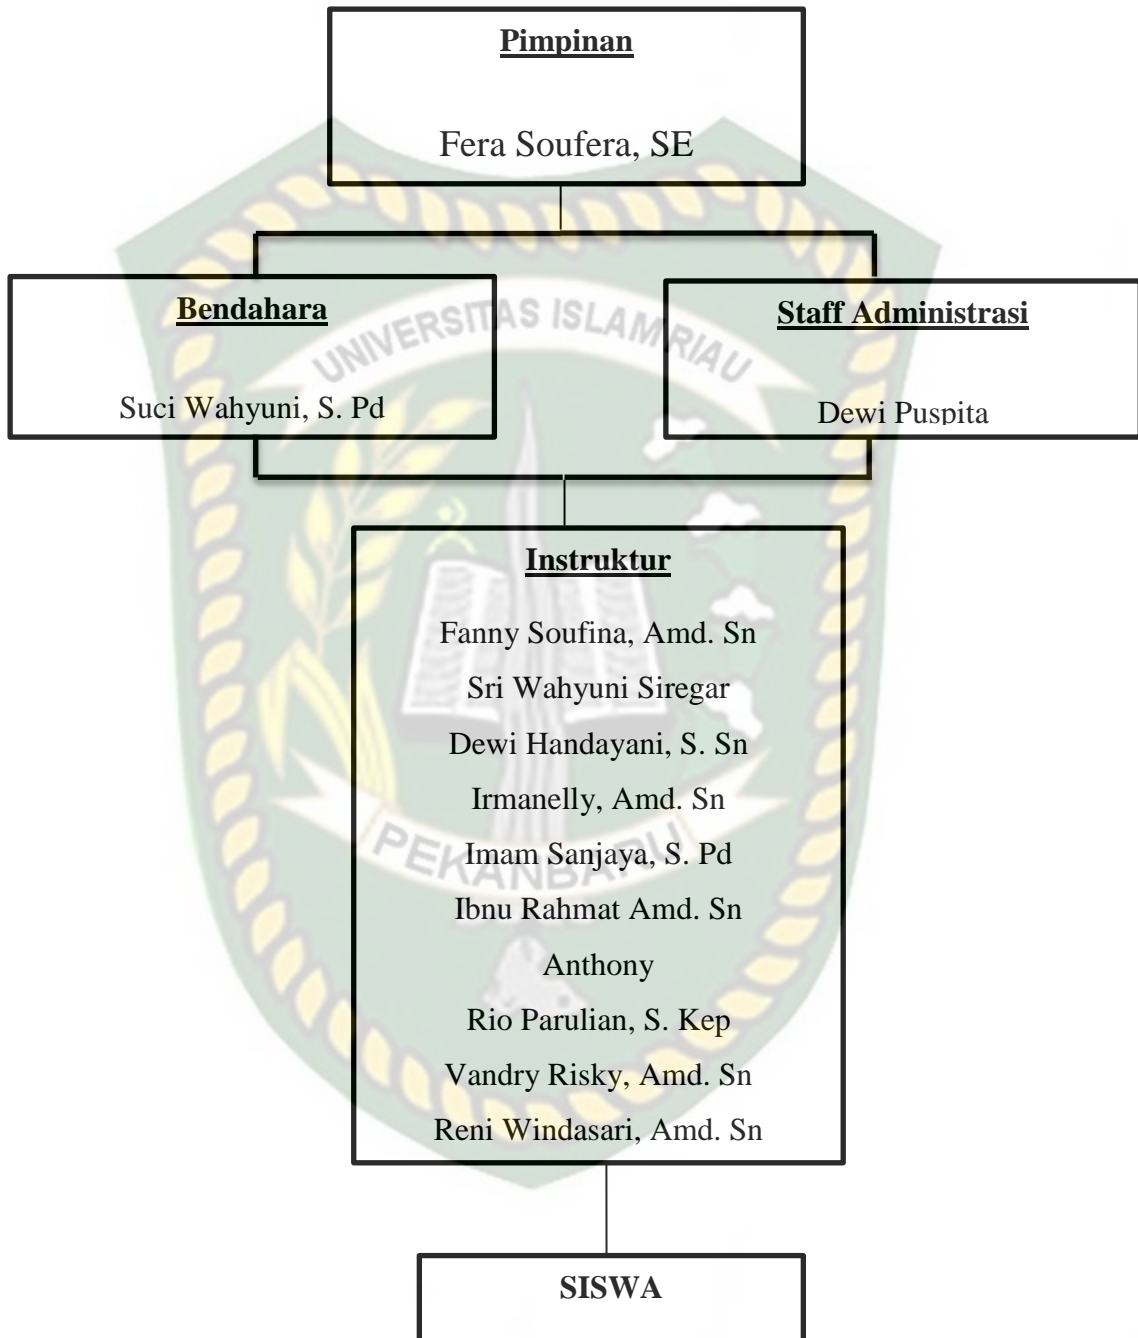 Pimpinan
Fera Soufera, SE
Bendahara
Suci Wahyuni, S. Pd
Staff Administrasi
Dewi Puspita
UNIVERSITAS ISLAM RIAU
Instruktur
Fanny Soufina, Amd. Sn
Sri Wahyuni Siregar
Dewi Handayani, S. Sn
Irmanelly, Amd. Sn
Imam Sanjaya, S. Pd
Ibnu Rahmat Amd. Sn
Anthony
Rio Parulian, S. Kep
Vandry Risky, Amd. Sn
Reni Windasari, Amd. Sn
PEKANBARU
SISWA